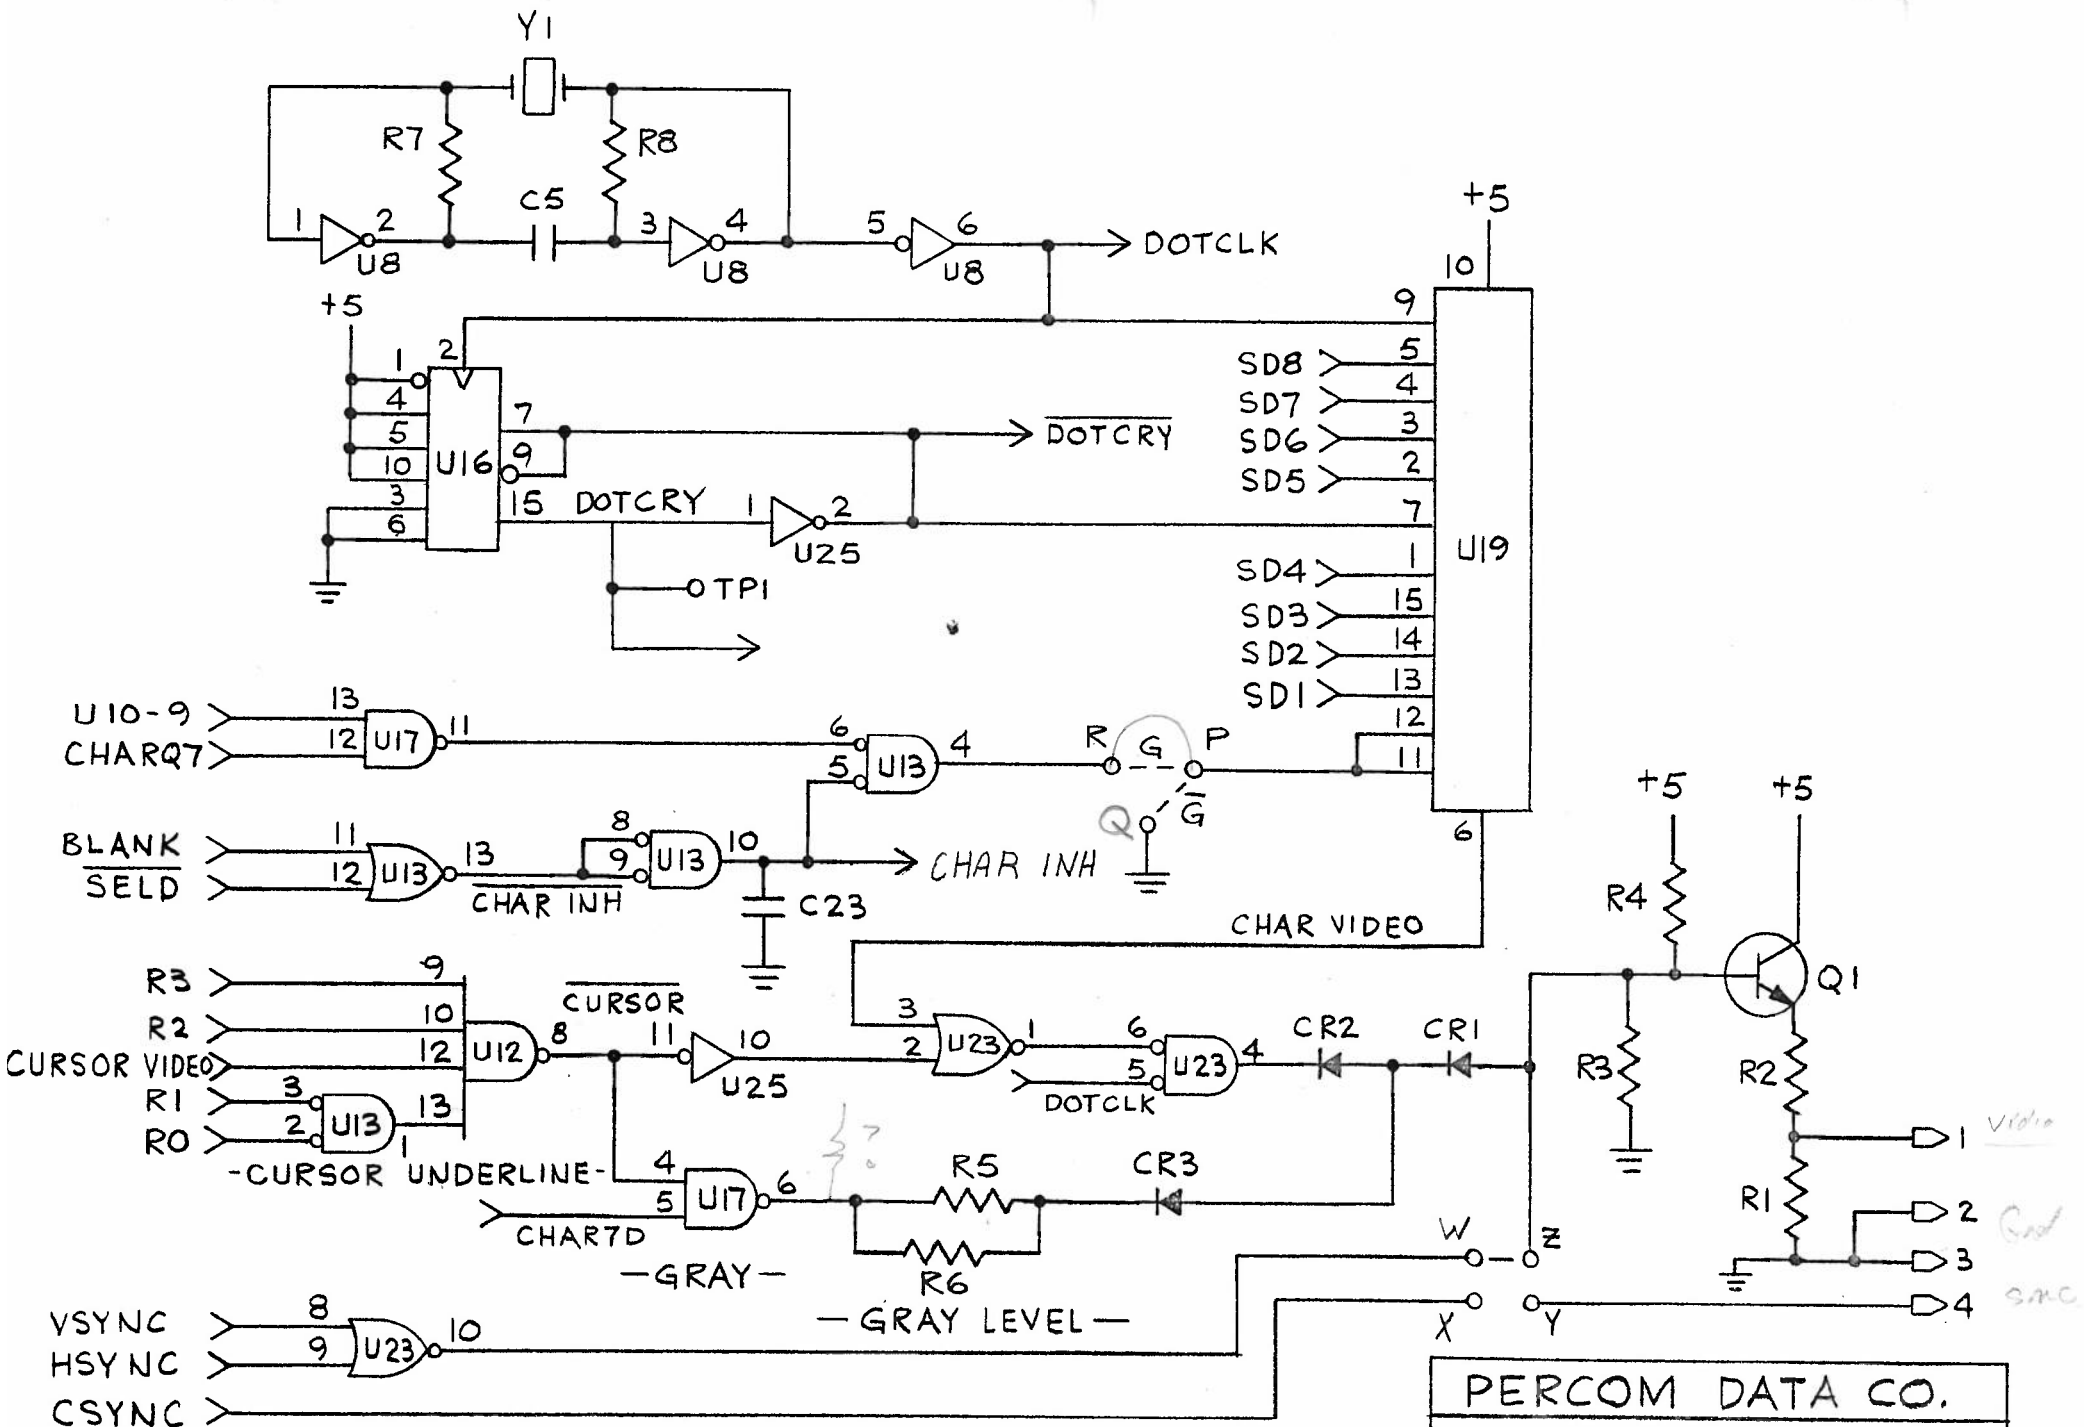 Y1
R7
R8
C5
1
2
U8
3
4
U8
5
6
U8
DOTCLK
+5
10
+5
9
2
1
4
5
10
3
6
U16
7
9
15
DOTCRY
DOTCRY
1
2
U25
TP1
SD8
5
SD7
4
SD6
3
SD5
2
7
U19
SD4
1
SD3
15
SD2
14
SD1
13
12
11
6
U10-9
13
CHARQ7
12
U17
11
6
5
U13
4
R
G
P
Q
G
BLANK
11
SELD
12
U13
13
CHAR INH
8
9
U13
10
CHAR INH
C23
CHAR VIDEO
+5
+5
R4
Q1
R3
R2
R1
R3
9
R2
10
CURSOR VIDEO
12
R1
3
R0
2
U13
1
13
U12
8
CURSOR
11
10
U25
-CURSOR UNDERLINE-
3
2
U23
1
6
5
DOTCLK
U23
4
CR2
CR1
4
5
CHAR7D
U17
6
?
R5
R6
CR3
-GRAY-
-GRAY LEVEL-
W
Z
X
Y
1
Video
2
Gnd
3
4
VSYNC
8
HSYNC
9
U23
10
CSYNC
PERCOM DATA CO.